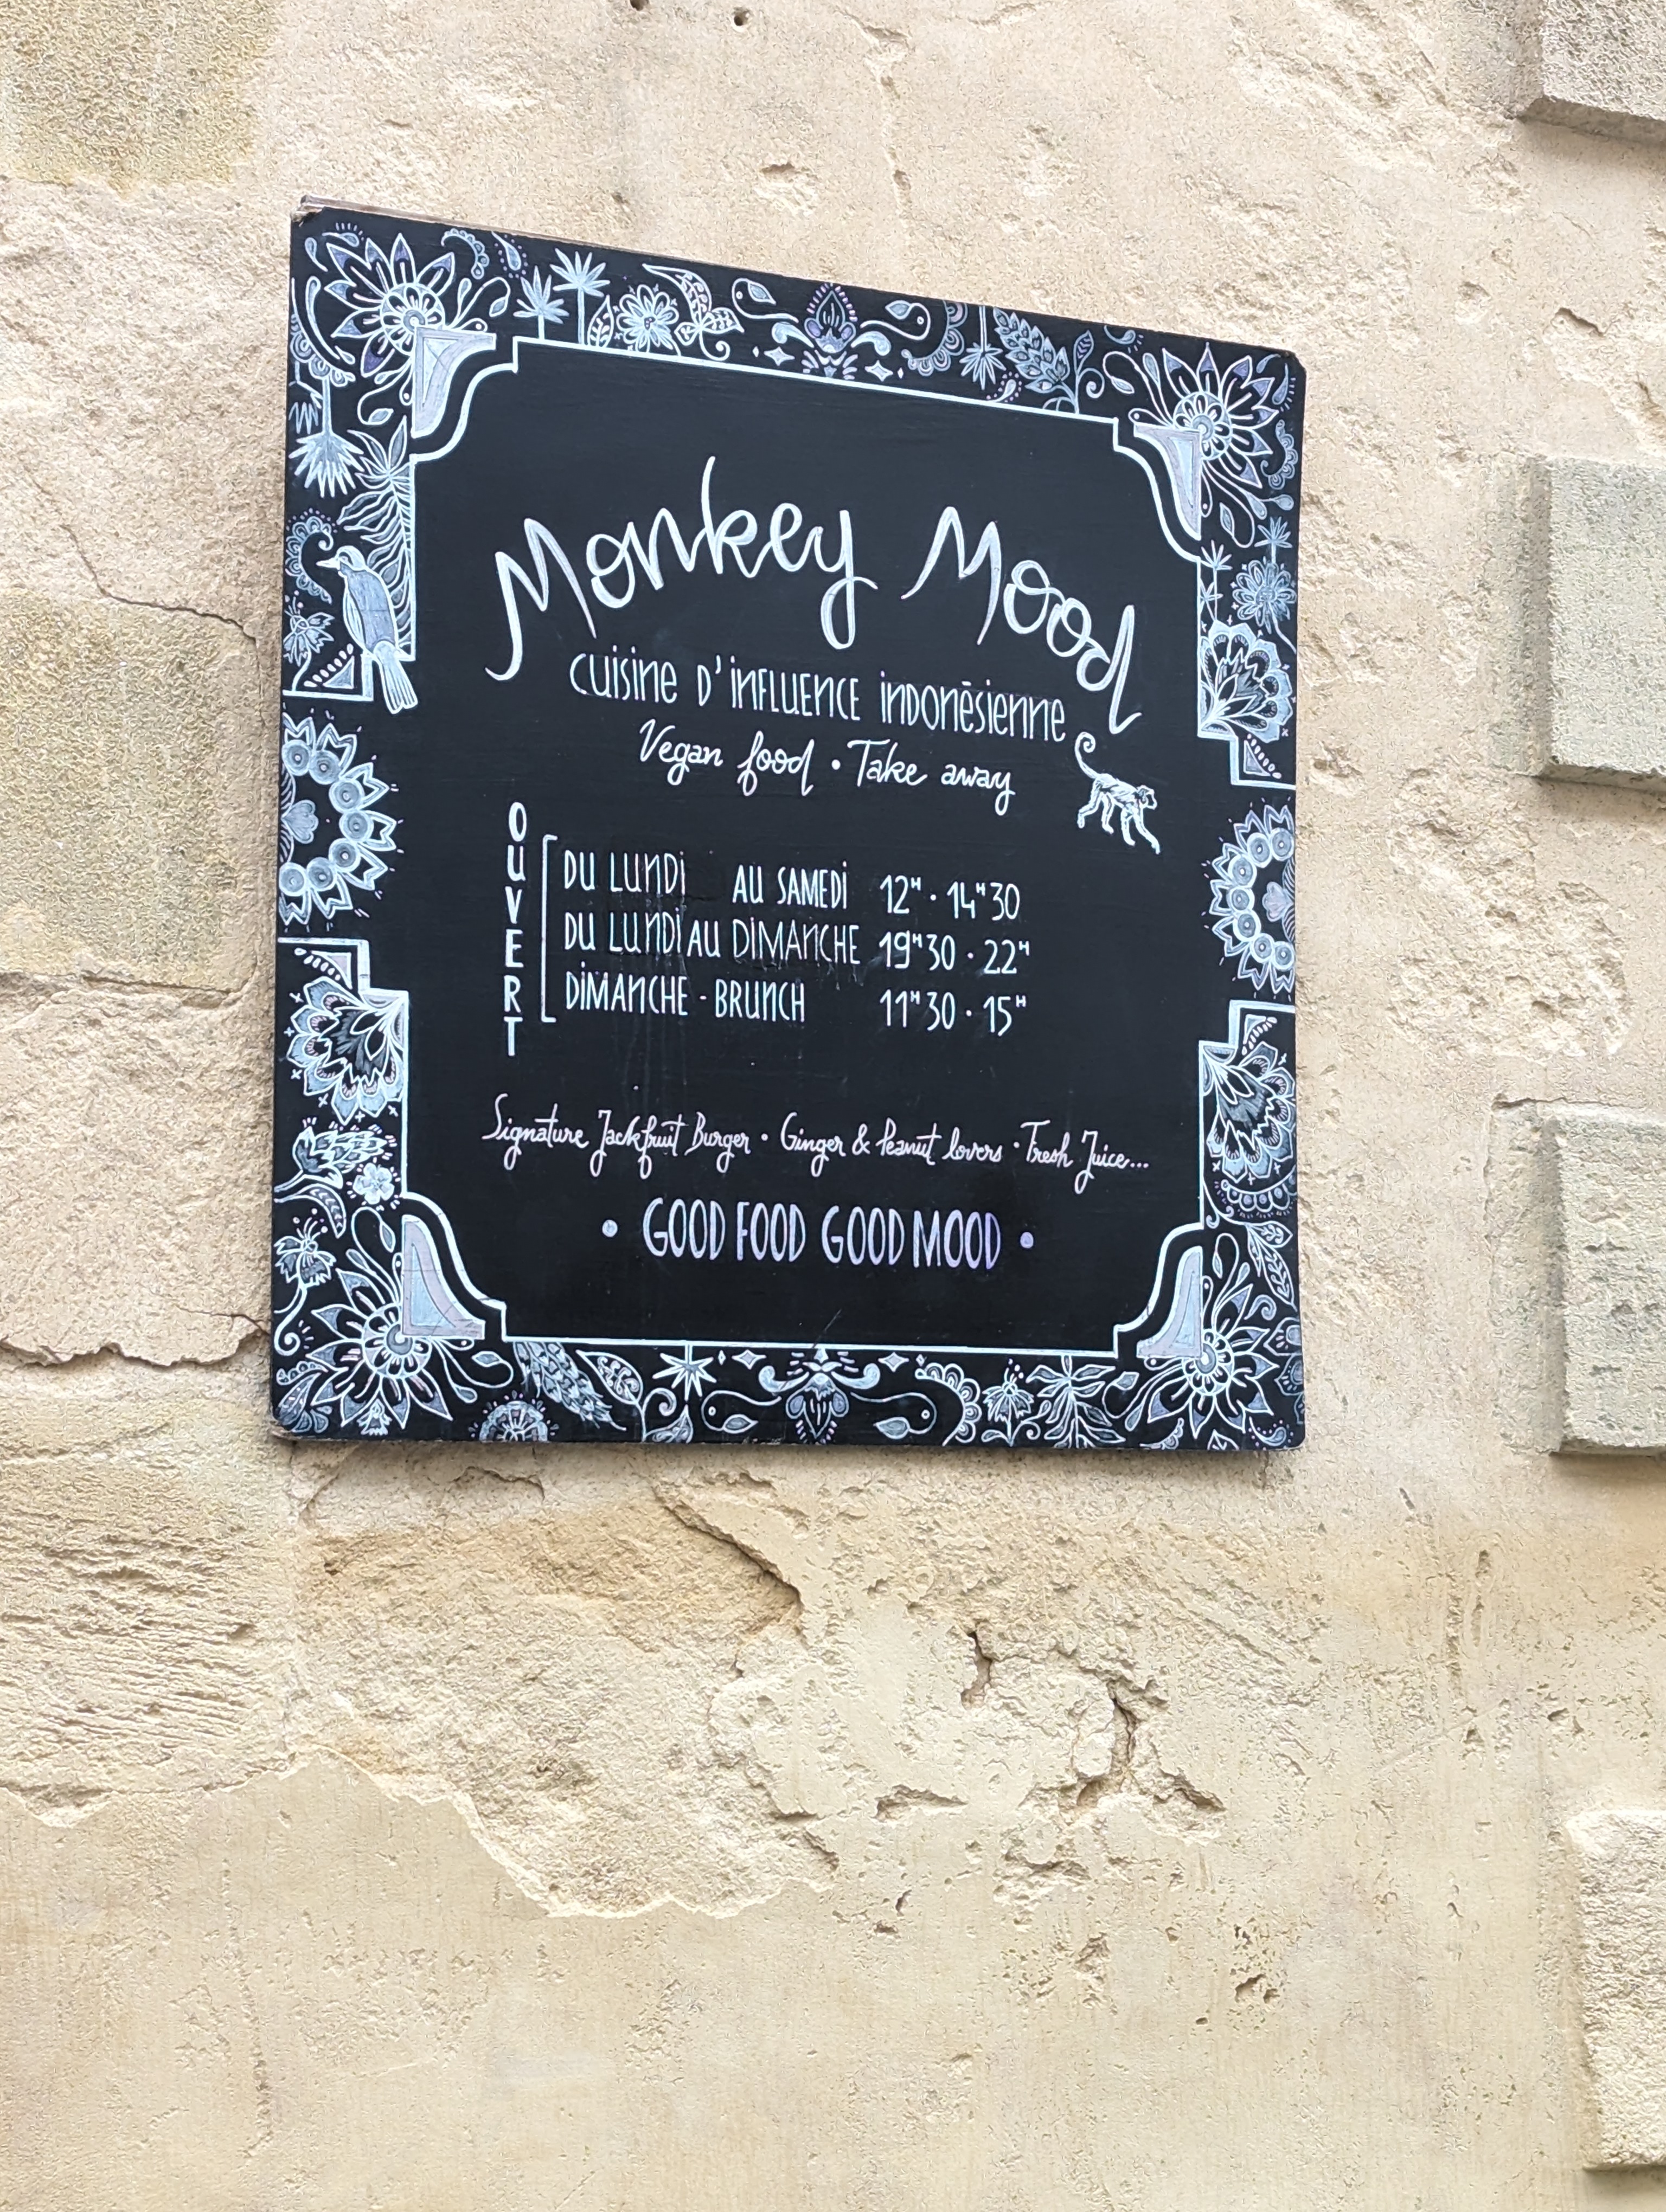 Monkey Mood
cuisine D'inFLUEnCE inDonésienne
Vegan food • Take away
OUVERT
DU LUNDi AU SAMEDi 12H • 14H30
DU LUNDi AU DiMANCHE 19H30 • 22H
DiMANCHE - BRUNCH 11H30 • 15H
Signature Jackfruit Burger • Ginger & Peanut lovers • Fresh Juice...
• GOOD FOOD GOOD MOOD •